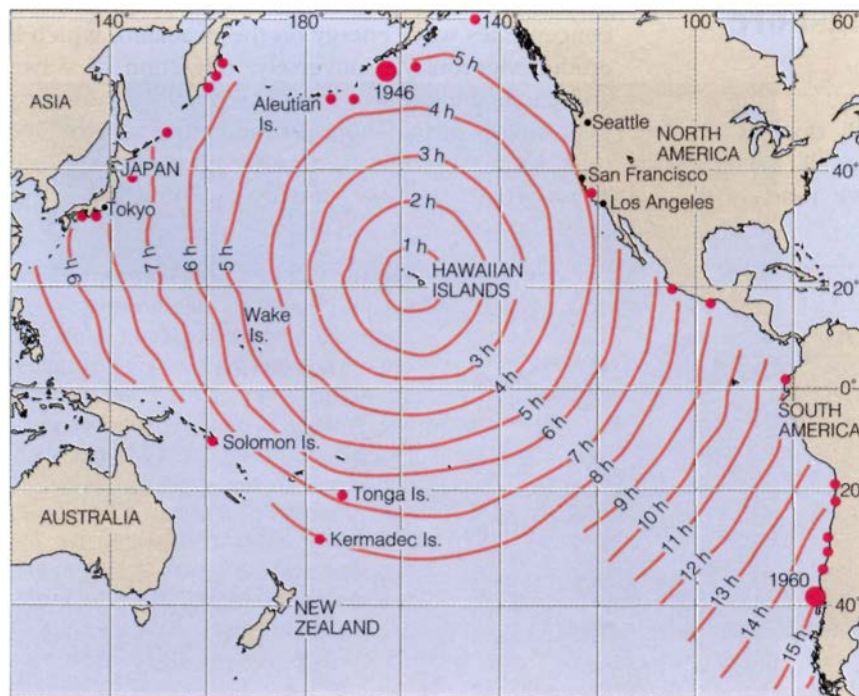 140°
160°
180°
160°
140°
100°
80°
5 h
1946
ASIA
Aleutian
Is.
4 h
Seattle
NORTH
AMERICA
3 h
40°
JAPAN
San Francisco
2 h
Tokyo
Los Angeles
1 h
9 h
7 h
6 h
5 h
HAWAIIAN
ISLANDS
20°
Wake
Is.
3 h
4 h
0°
5 h
SOUTH
AMERICA
6 h
Solomon Is.
7 h
8 h
Tonga Is.
20°
9 h
AUSTRALIA
10 h
Kermadec Is.
11 h
12 h
1960
NEW
ZEALAND
13 h
40°
14 h
15 h